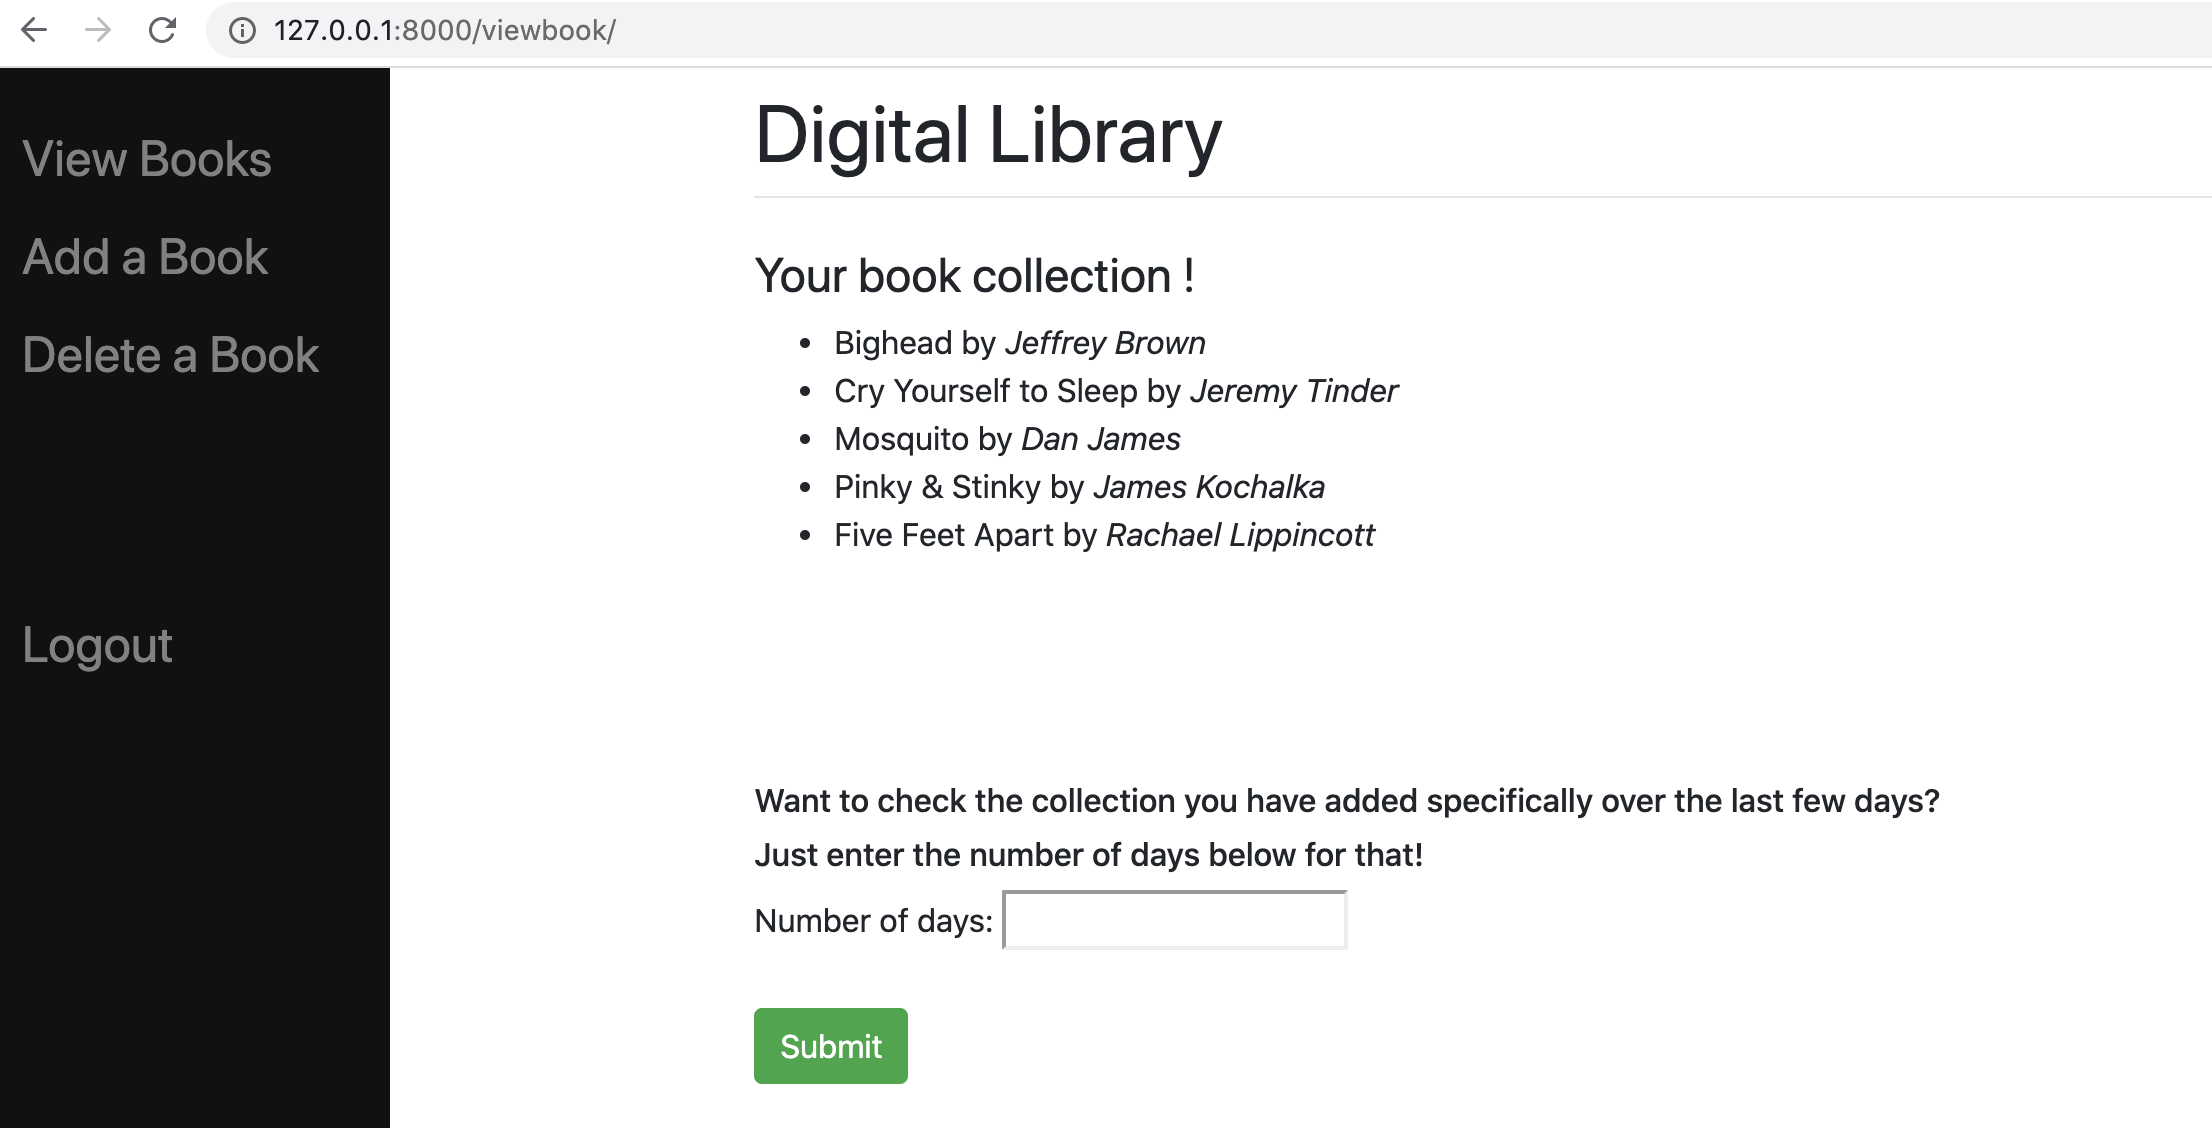 127.0.0.1:8000/viewbook/
View Books
Add a Book
Delete a Book
Logout
Digital Library
Your book collection !
• Bighead by Jeffrey Brown
• Cry Yourself to Sleep by Jeremy Tinder
• Mosquito by Dan James
• Pinky & Stinky by James Kochalka
• Five Feet Apart by Rachael Lippincott
Want to check the collection you have added specifically over the last few days?
Just enter the number of days below for that!
Number of days:
Submit